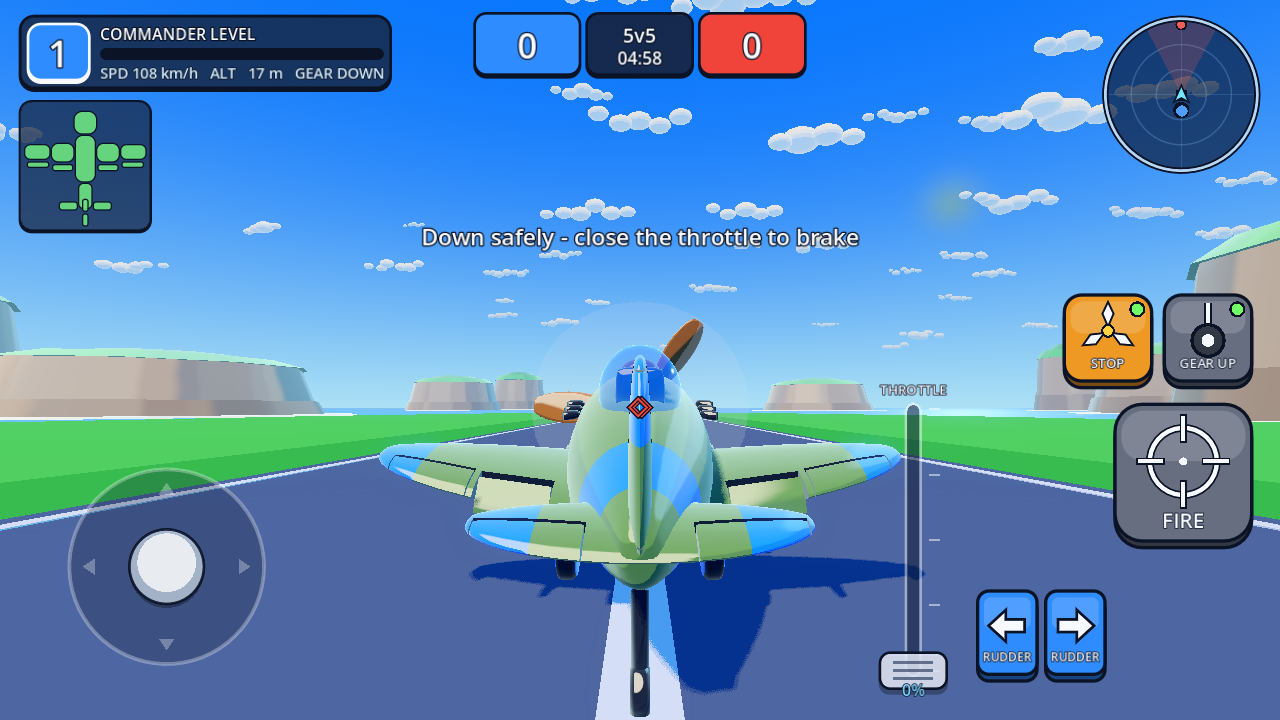 1
COMMANDER LEVEL
SPD 108 km/h ALT 17 m GEAR DOWN
0
5v5
04:58
0
Down safely - close the throttle to brake
STOP
GEAR UP
THROTTLE
FIRE
RUDDER
RUDDER
0%